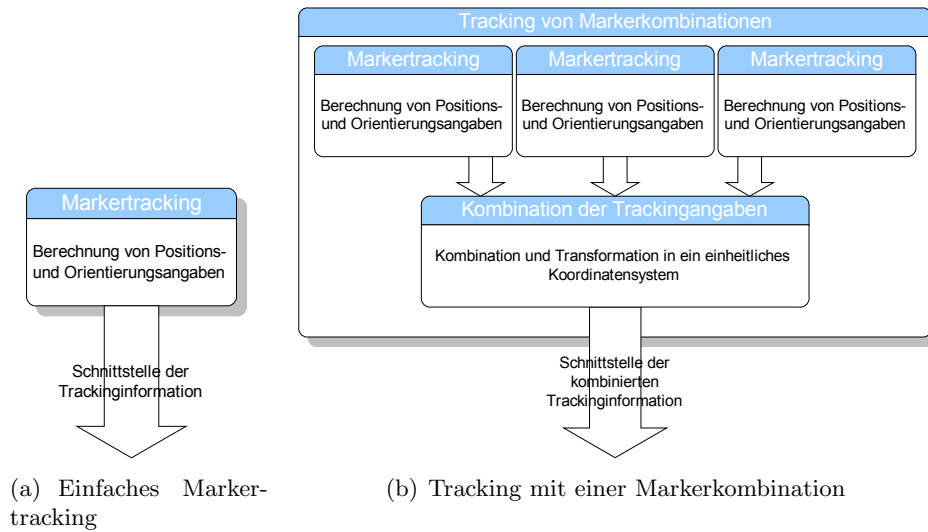 Markertracking
Berechnung von Positions-
und Orientierungsangaben
Schnittstelle der
Trackinginformation
(a) Einfaches Marker-
tracking
Tracking von Markerkombinationen
Markertracking
Berechnung von Positions-
und Orientierungsangaben
Markertracking
Berechnung von Positions-
und Orientierungsangaben
Markertracking
Berechnung von Positions-
und Orientierungsangaben
Kombination der Trackingangaben
Kombination und Transformation in ein einheitliches
Koordinatensystem
Schnittstelle der
kombinierten
Trackinginformation
(b) Tracking mit einer Markerkombination